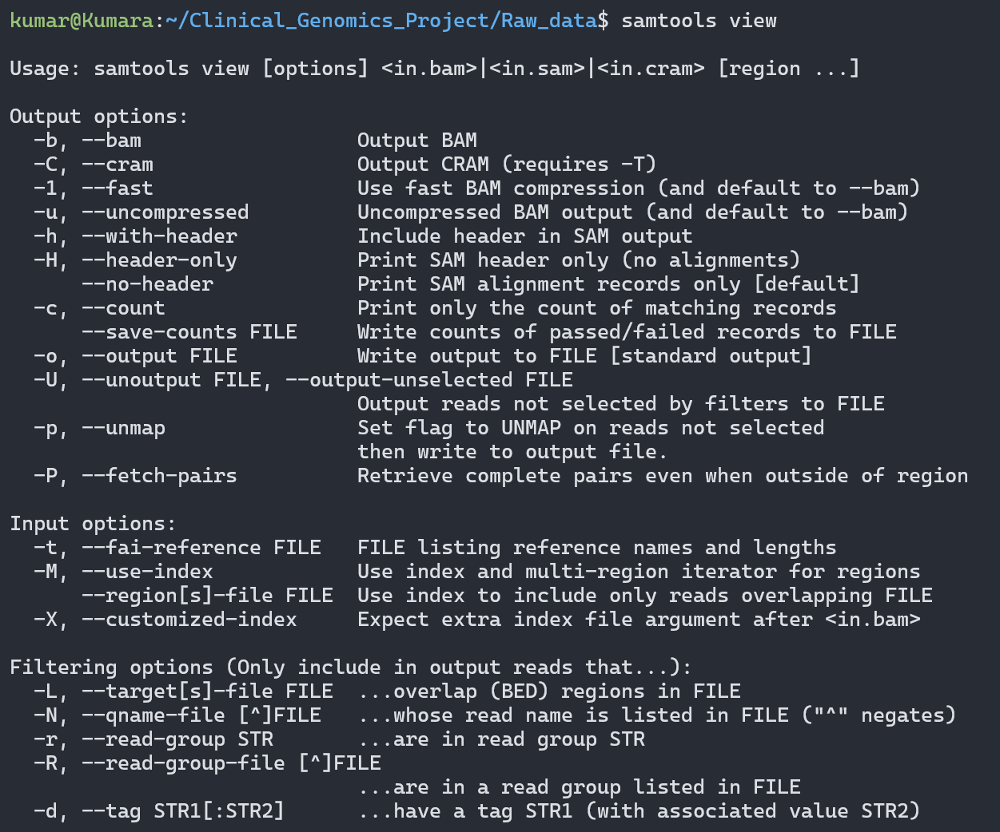 kumar@Kumara:~/Clinical_Genomics_Project/Raw_data$ samtools view
Usage: samtools view [options] <in.bam>|<in.sam>|<in.cram> [region ...]
Output options:
-b, --bam Output BAM
-C, --cram Output CRAM (requires -T)
-1, --fast Use fast BAM compression (and default to --bam)
-u, --uncompressed Uncompressed BAM output (and default to --bam)
-h, --with-header Include header in SAM output
-H, --header-only Print SAM header only (no alignments)
--no-header Print SAM alignment records only [default]
-c, --count Print only the count of matching records
--save-counts FILE Write counts of passed/failed records to FILE
-o, --output FILE Write output to FILE [standard output]
-U, --unoutput FILE, --output-unselected FILE
Output reads not selected by filters to FILE
-p, --unmap Set flag to UNMAP on reads not selected
then write to output file.
-P, --fetch-pairs Retrieve complete pairs even when outside of region
Input options:
-t, --fai-reference FILE FILE listing reference names and lengths
-M, --use-index Use index and multi-region iterator for regions
--region[s]-file FILE Use index to include only reads overlapping FILE
-X, --customized-index Expect extra index file argument after <in.bam>
Filtering options (Only include in output reads that...):
-L, --target[s]-file FILE ...overlap (BED) regions in FILE
-N, --qname-file [^]FILE ...whose read name is listed in FILE ("^" negates)
-r, --read-group STR ...are in read group STR
-R, --read-group-file [^]FILE
...are in a read group listed in FILE
-d, --tag STR1[:STR2] ...have a tag STR1 (with associated value STR2)